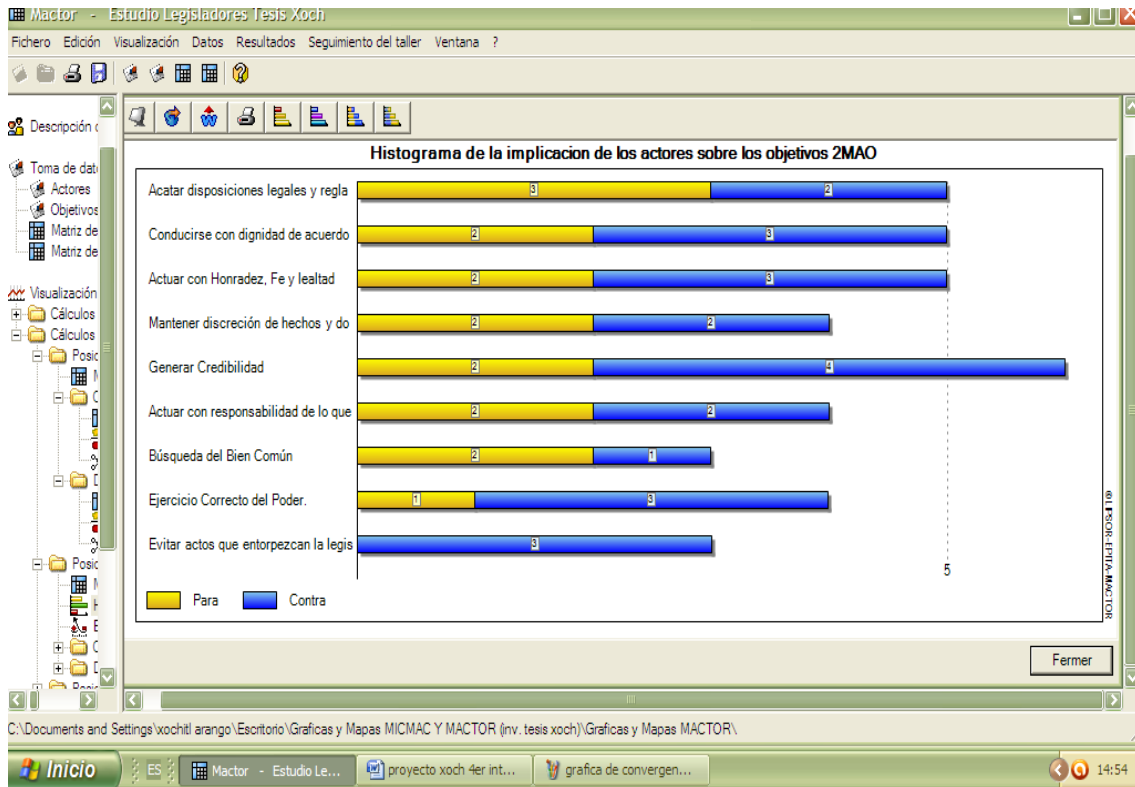 Mactor - Estudio Legisladores Tesis Xoch
Fichero Edición Visualización Datos Resultados Seguimiento del taller Ventana ?
Descripción
Toma de dat
Actores
Objetivos
Matriz de
Matriz de
Visualización
Cálculos
Cálculos
Posic
Posic
Histograma de la implicacion de los actores sobre los objetivos 2MAO
Acatar disposiciones legales y regla 3 2
Conducirse con dignidad de acuerdo 2 3
Actuar con Honradez, Fe y lealtad 2 3
Mantener discreción de hechos y do 2 2
Generar Credibilidad 2 4
Actuar con responsabilidad de lo que 2 2
Búsqueda del Bien Común 2 1
Ejercicio Correcto del Poder. 1 3
Evitar actos que entorpezcan la legis 3
5
Para Contra
© LIPSOR-EPITA-MACTOR
Fermer
C:\Documents and Settings\xochitl arango\Escritorio\Graficas y Mapas MICMAC Y MACTOR (inv. tesis xoch)\Graficas y Mapas MACTOR\
Inicio ES Mactor - Estudio Le... proyecto xoch 4er int... grafica de convergen... 14:54